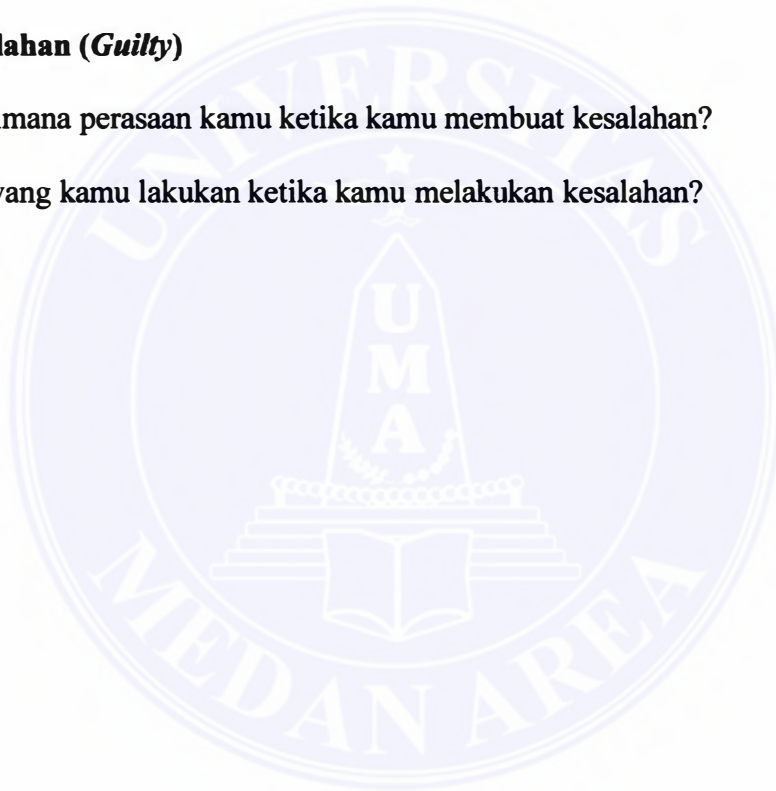 lahan (Guilty)
mana perasaan kamu ketika kamu membuat kesalahan?
yang kamu lakukan ketika kamu melakukan kesalahan?
UNIVERSITAS
UMA
MEDAN AREA